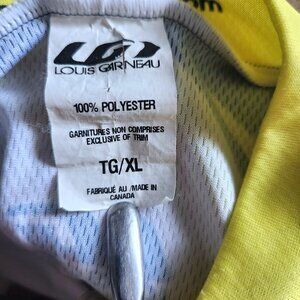 LOUIS GARNEAU
100% POLYESTER
GARNITURES NON COMPRISES
EXCLUSIVE OF TRIM
TG/XL
FABRIQUÉ AU /MADE IN
CANADA